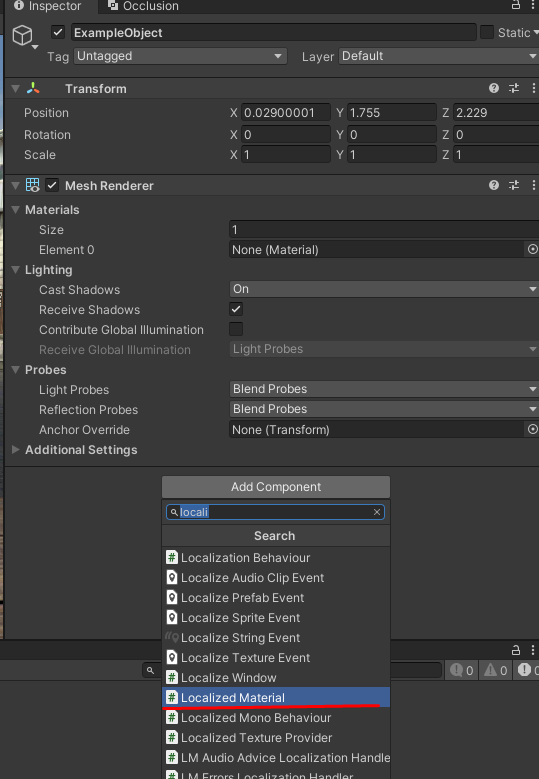 Inspector Occlusion
ExampleObject Static
Tag Untagged Layer Default
Transform
Position X 0.02900001 Y 1.755 Z 2.229
Rotation X 0 Y 0 Z 0
Scale X 1 Y 1 Z 1
Mesh Renderer
Materials
Size 1
Element 0 None (Material)
Lighting
Cast Shadows On
Receive Shadows
Contribute Global Illumination
Receive Global Illumination Light Probes
Probes
Light Probes Blend Probes
Reflection Probes Blend Probes
Anchor Override None (Transform)
Additional Settings
Add Component
locali
Search
Localization Behaviour
Localize Audio Clip Event
Localize Prefab Event
Localize Sprite Event
Localize String Event
Localize Texture Event
Localize Window
0 0 0
Localized Material
Localized Mono Behaviour
Localized Texture Provider
LM Audio Advice Localization Handle
LM Errors Localization Handler